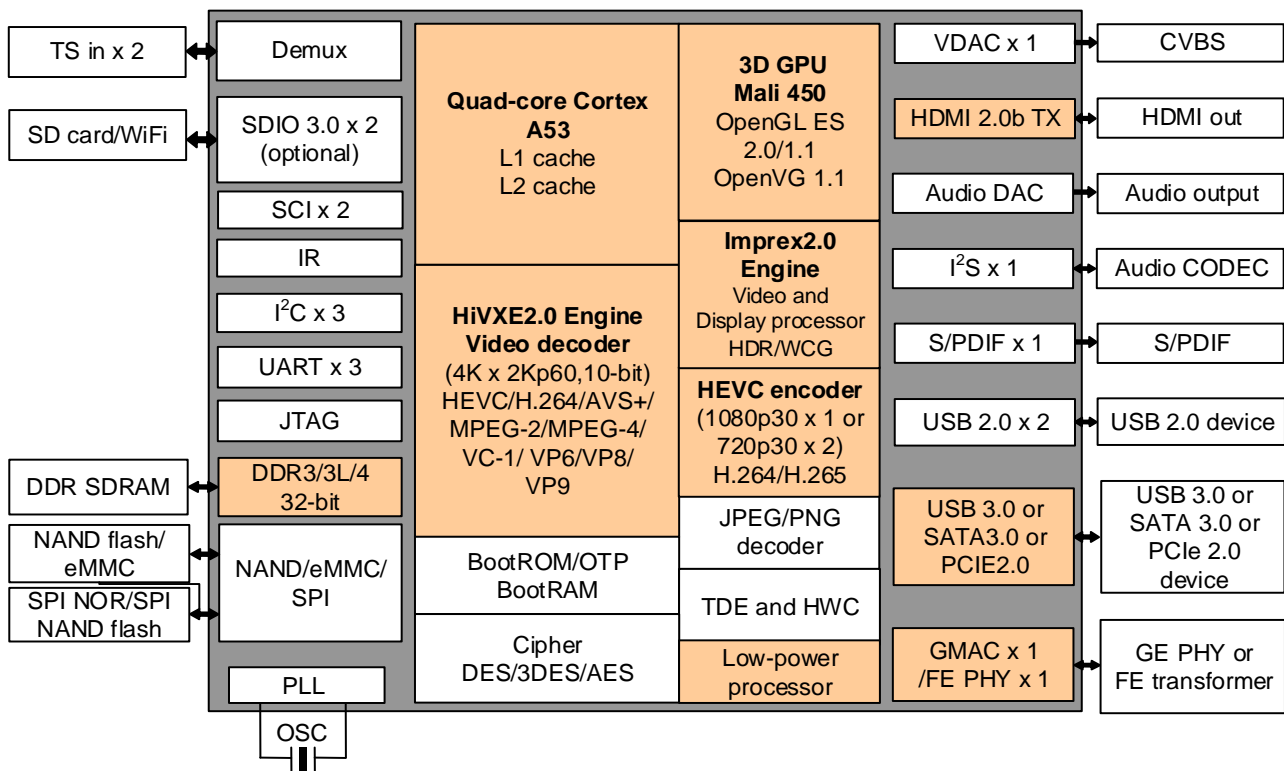 TS in x 2
SD card/WiFi
DDR SDRAM
NAND flash/
eMMC
SPI NOR/SPI
NAND flash
Demux
SDIO 3.0 x 2
(optional)
SCI x 2
IR
I²C x 3
UART x 3
JTAG
DDR3/3L/4
32-bit
NAND/eMMC/
SPI
PLL
OSC
Quad-core Cortex
A53
L1 cache
L2 cache
HiVXE2.0 Engine
Video decoder
(4K x 2Kp60,10-bit)
HEVC/H.264/AVS+/
MPEG-2/MPEG-4/
VC-1/ VP6/VP8/
VP9
BootROM/OTP
BootRAM
Cipher
DES/3DES/AES
3D GPU
Mali 450
OpenGL ES
2.0/1.1
OpenVG 1.1
Imprex2.0
Engine
Video and
Display processor
HDR/WCG
HEVC encoder
(1080p30 x 1 or
720p30 x 2)
H.264/H.265
JPEG/PNG
decoder
TDE and HWC
Low-power
processor
VDAC x 1
HDMI 2.0b TX
Audio DAC
I²S x 1
S/PDIF x 1
USB 2.0 x 2
USB 3.0 or
SATA3.0 or
PCIE2.0
GMAC x 1
/FE PHY x 1
CVBS
HDMI out
Audio output
Audio CODEC
S/PDIF
USB 2.0 device
USB 3.0 or
SATA 3.0 or
PCIe 2.0
device
GE PHY or
FE transformer